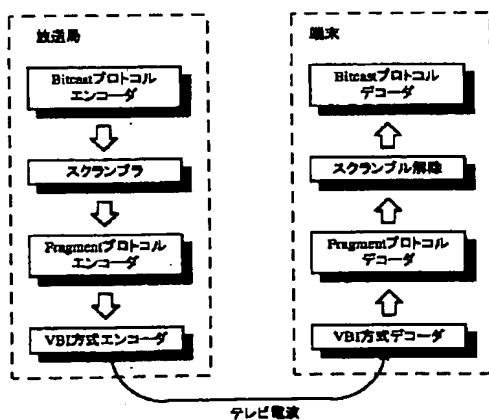 放送局
Bitcastプロトコル
エンコーダ
スクランブラ
Fragmentプロトコル
エンコーダ
VBI方式エンコーダ
端末
Bitcastプロトコル
デコーダ
スクランブル解除
Fragmentプロトコル
デコーダ
VBI方式デコーダ
テレビ電波